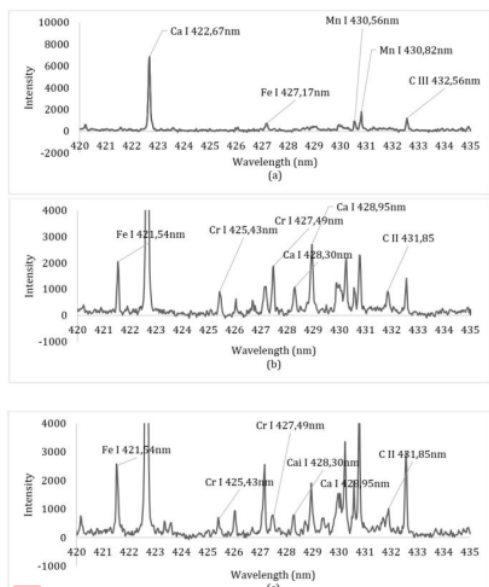 10000
8000
6000
4000
2000
0
-2000
Intensity
Ca I 422,67nm
Fe I 427,17nm
Mn I 430,56nm
Mn I 430,82nm
C III 432,56nm
420 421 422 423 424 425 426 427 428 429 430 431 432 433 434 435
Wavelength (nm)
(a)
4000
3000
2000
1000
0
-1000
Intensity
Fe I 421,54nm
Cr I 425,43nm
Cr I 427,49nm
Ca I 428,95nm
Ca I 428,30nm
C II 431,85
420 421 422 423 424 425 426 427 428 429 430 431 432 433 434 435
Wavelength (nm)
(b)
4000
3000
2000
1000
0
-1000
Intensity
Fe I 421,54nm
Cr I 425,43nm
Cr I 427,49nm
Cai I 428,30nm
Ca I 428,95nm
C II 431,85nm
420 421 422 423 424 425 426 427 428 429 430 431 432 433 434 435
Wavelength (nm)